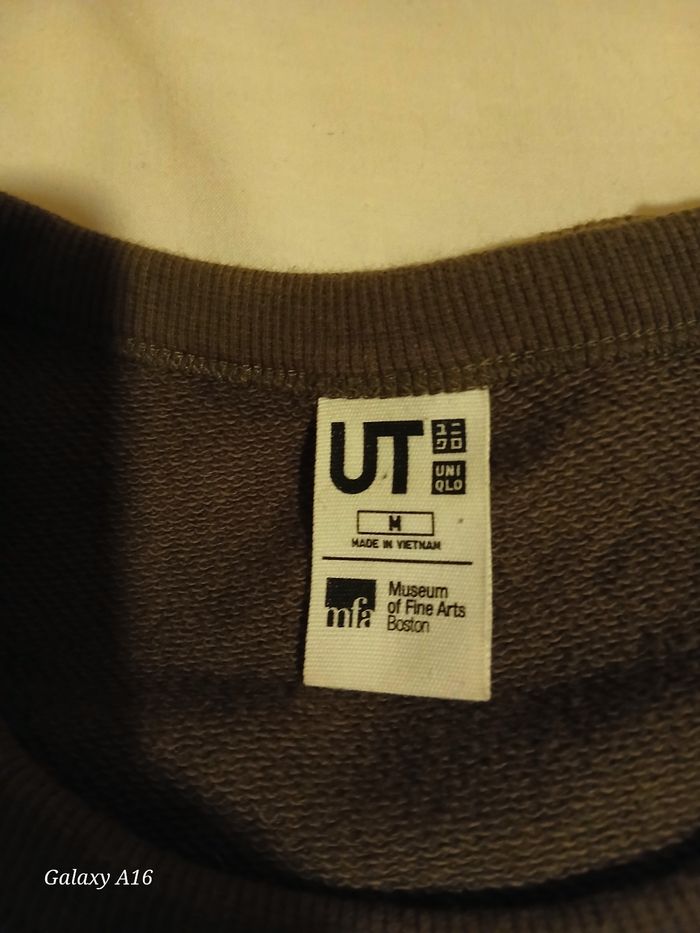 UT
ユニ
クロ
UNI
QLO
M
MADE IN VIETNAM
mfa
Museum
of Fine Arts
Boston
Galaxy A16